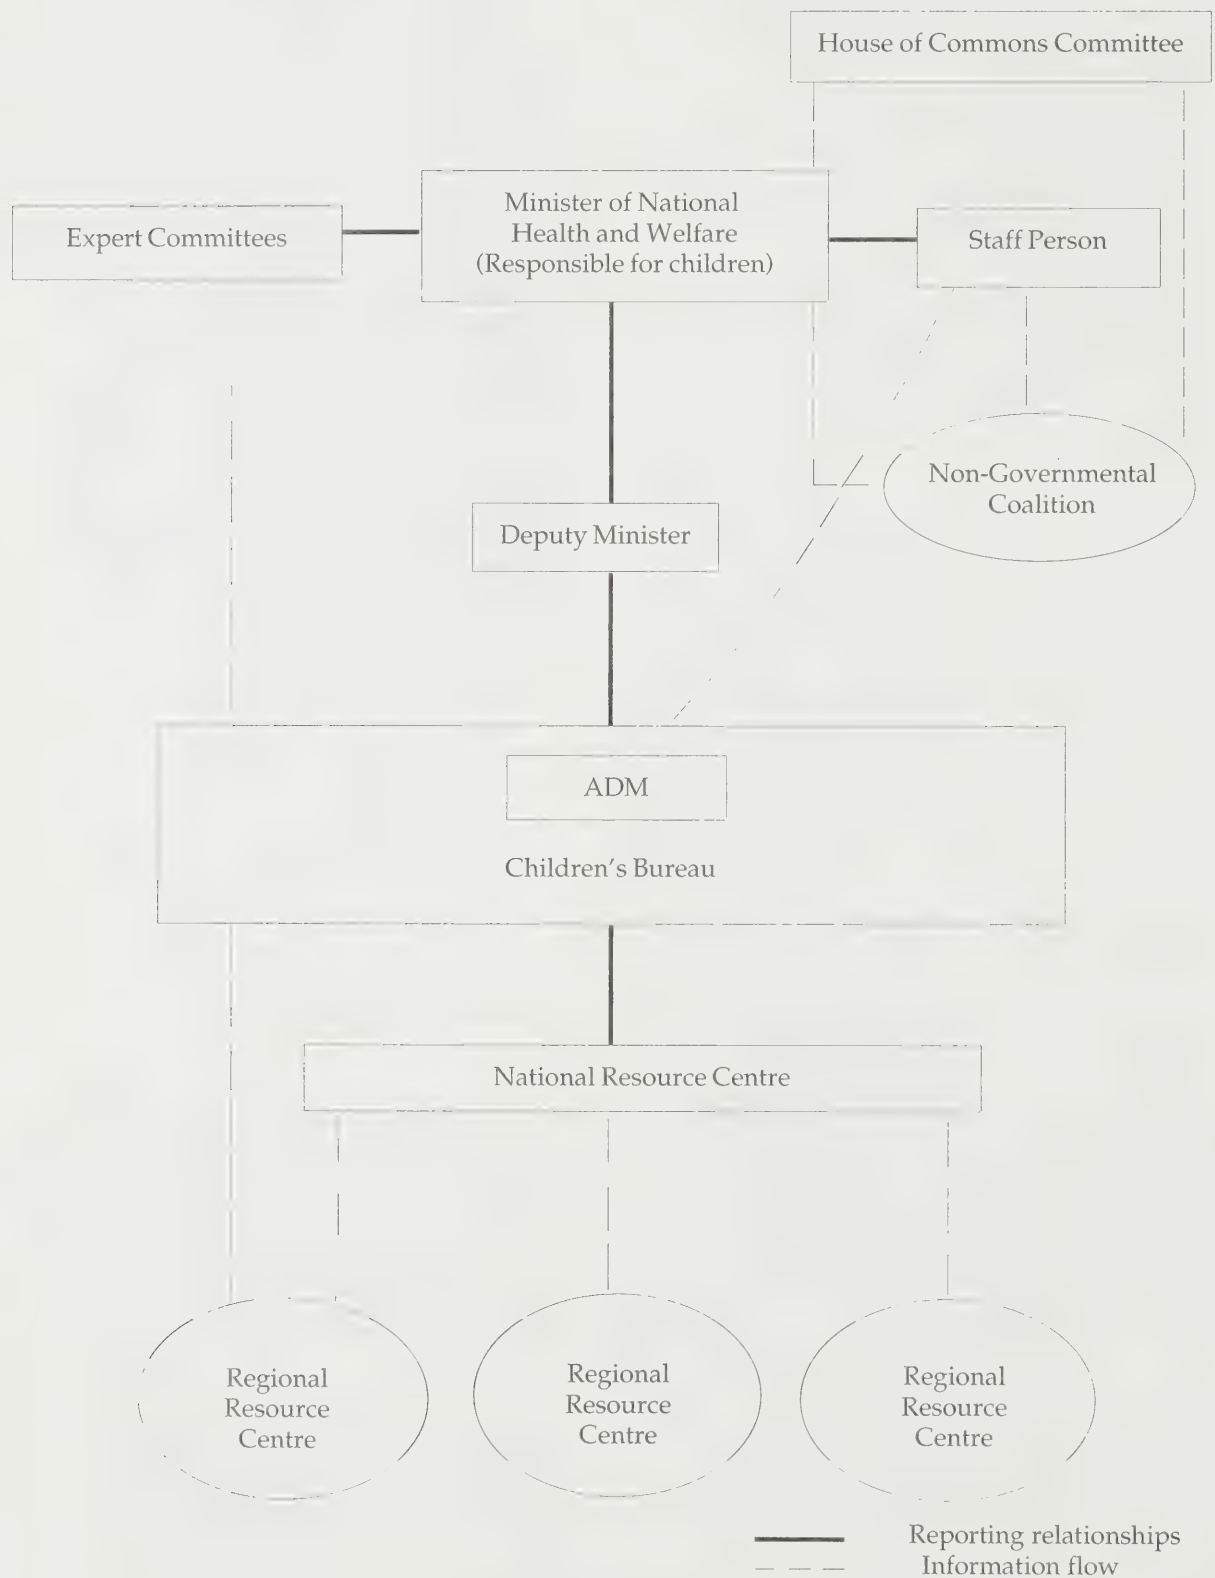 House of Commons Committee
Expert Committees
Minister of National
Health and Welfare
(Responsible for children)
Staff Person
Non-Governmental
Coalition
Deputy Minister
ADM
Children's Bureau
National Resource Centre
Regional
Resource
Centre
Regional
Resource
Centre
Regional
Resource
Centre
Reporting relationships
Information flow